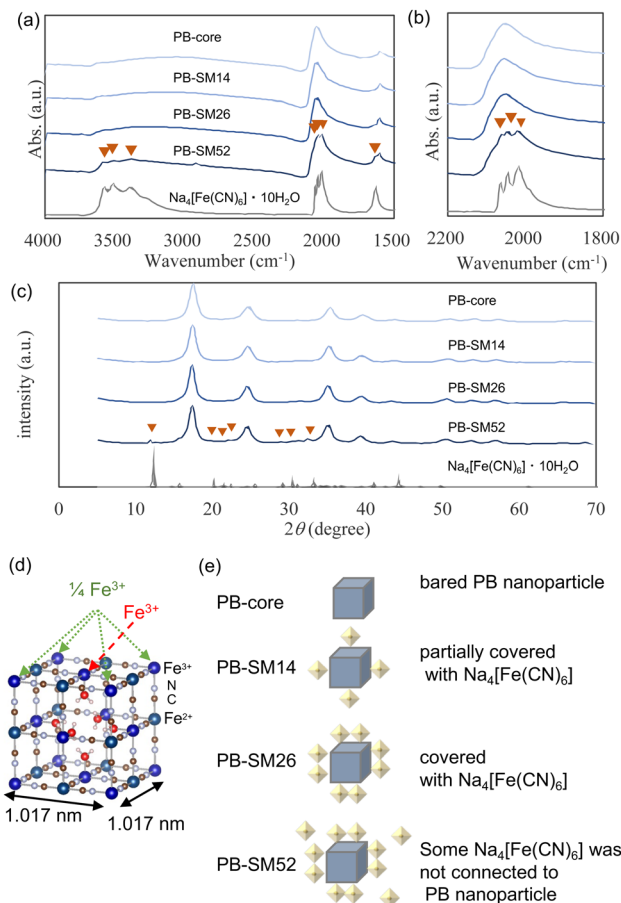 (a)
Abs. (a.u.)
PB-core
PB-SM14
PB-SM26
PB-SM52
Na₄[Fe(CN)₆]・10H₂O
4000 3500 3000 2500 2000 1500
Wavenumber (cm⁻¹)
(b)
Abs. (a.u.)
2200 2000 1800
Wavenumber (cm⁻¹)
(c)
intensity (a.u.)
PB-core
PB-SM14
PB-SM26
PB-SM52
Na₄[Fe(CN)₆]・10H₂O
0 10 20 30 40 50 60 70
2θ (degree)
(d)
¼ Fe³⁺
Fe³⁺
Fe³⁺
N
C
Fe²⁺
1.017 nm
1.017 nm
(e)
PB-core
bared PB nanoparticle
PB-SM14
partially covered
with Na₄[Fe(CN)₆]
PB-SM26
covered
with Na₄[Fe(CN)₆]
PB-SM52
Some Na₄[Fe(CN)₆] was
not connected to
PB nanoparticle